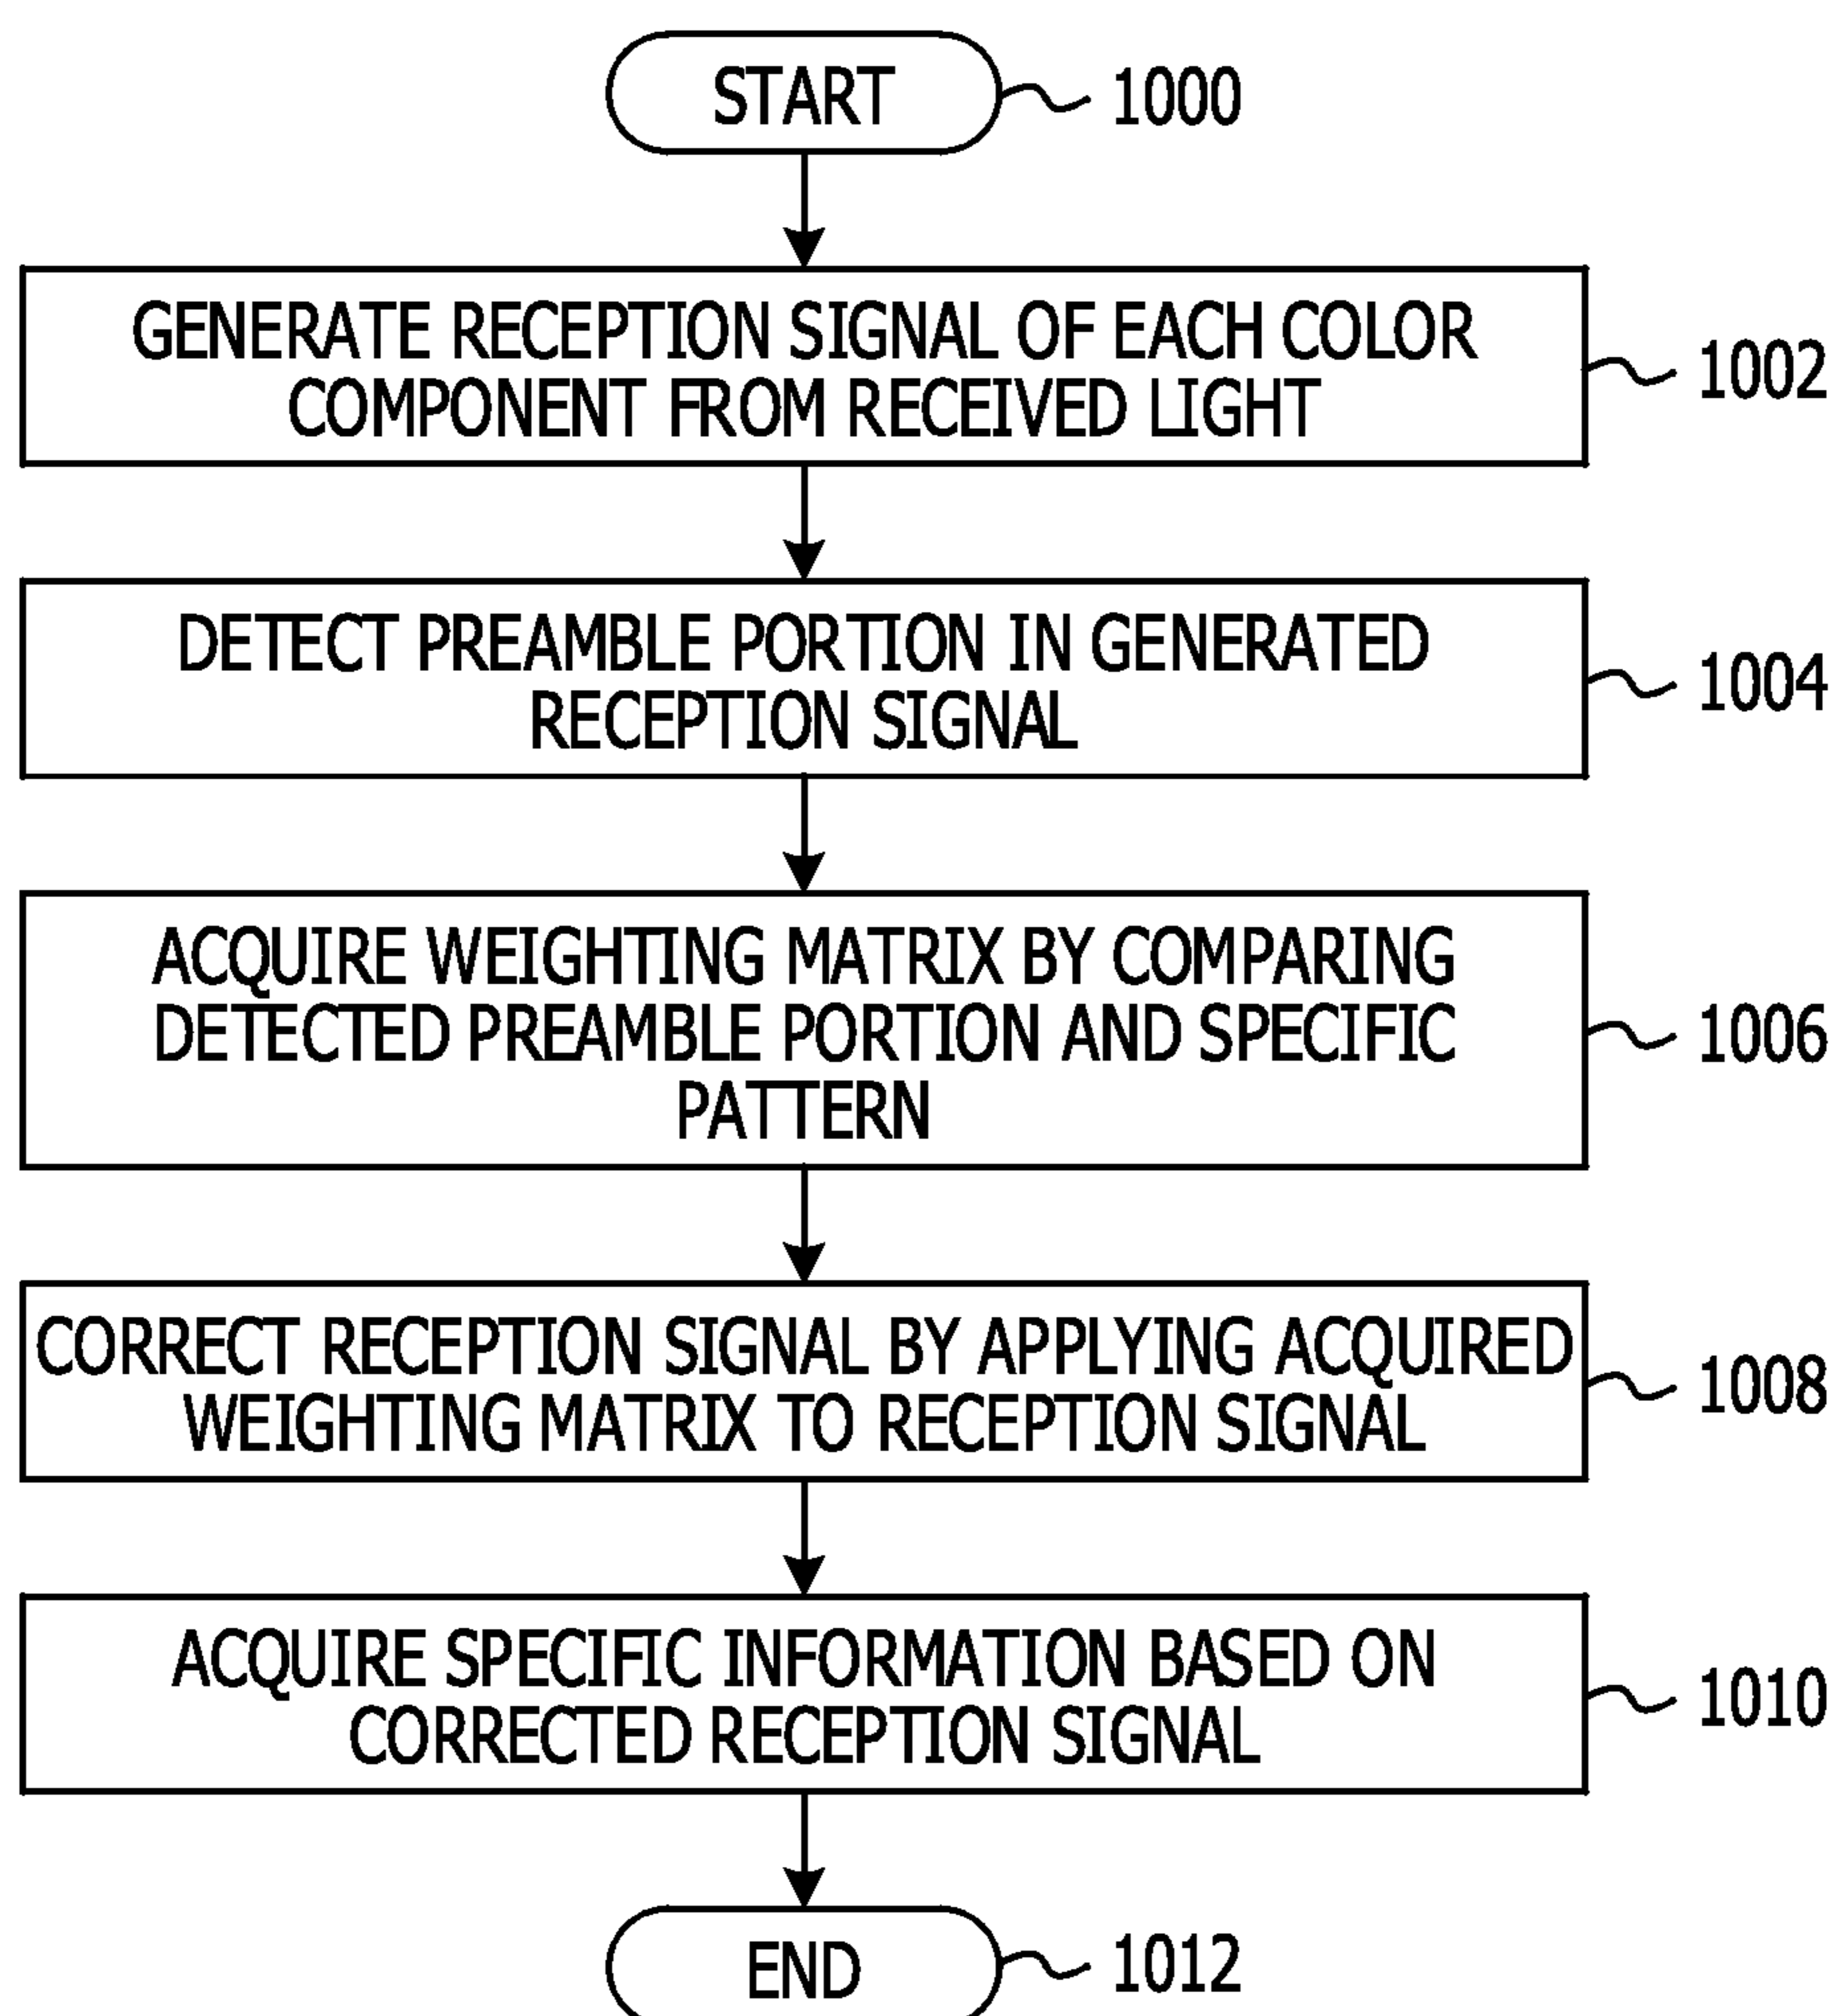 START
1000
GENERATE RECEPTION SIGNAL OF EACH COLOR
COMPONENT FROM RECEIVED LIGHT
1002
DETECT PREAMBLE PORTION IN GENERATED
RECEPTION SIGNAL
1004
ACQUIRE WEIGHTING MATRIX BY COMPARING
DETECTED PREAMBLE PORTION AND SPECIFIC
PATTERN
1006
CORRECT RECEPTION SIGNAL BY APPLYING ACQUIRED
WEIGHTING MATRIX TO RECEPTION SIGNAL
1008
ACQUIRE SPECIFIC INFORMATION BASED ON
CORRECTED RECEPTION SIGNAL
1010
END
1012